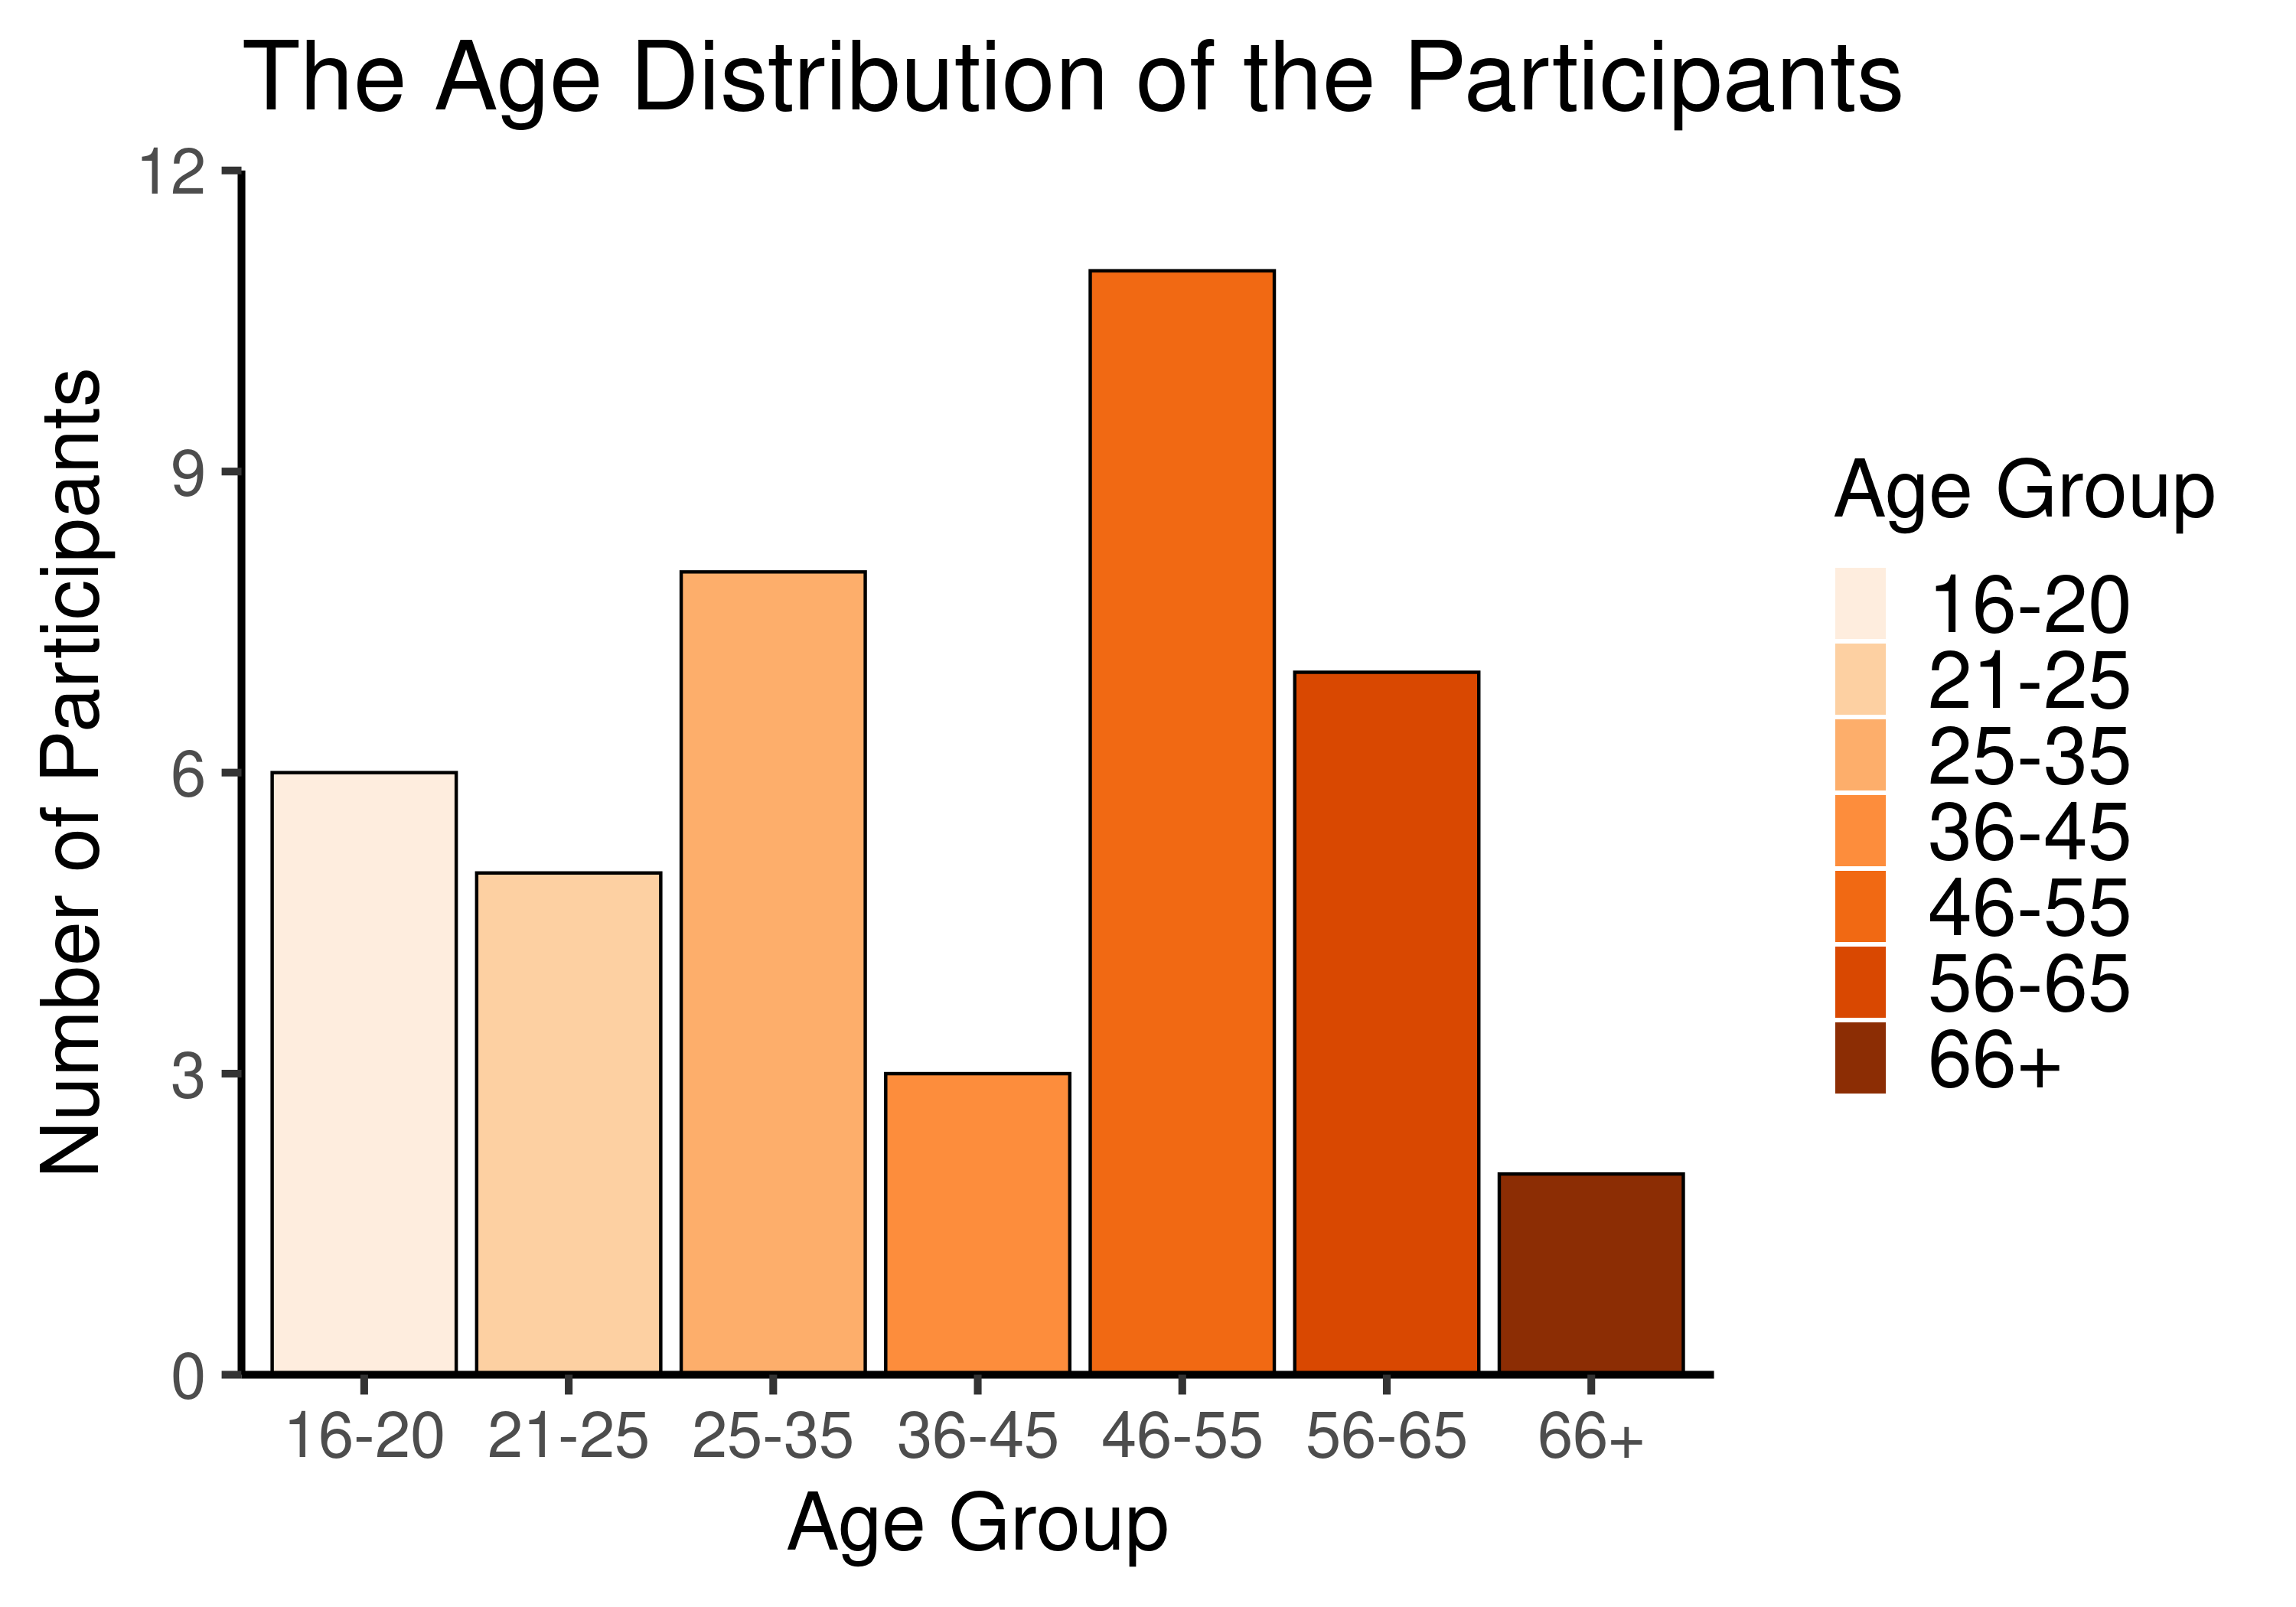 The Age Distribution of the Participants
Number of Participants
12
9
6
3
0
16-20 21-25 25-35 36-45 46-55 56-65 66+
Age Group
Age Group
16-20
21-25
25-35
36-45
46-55
56-65
66+